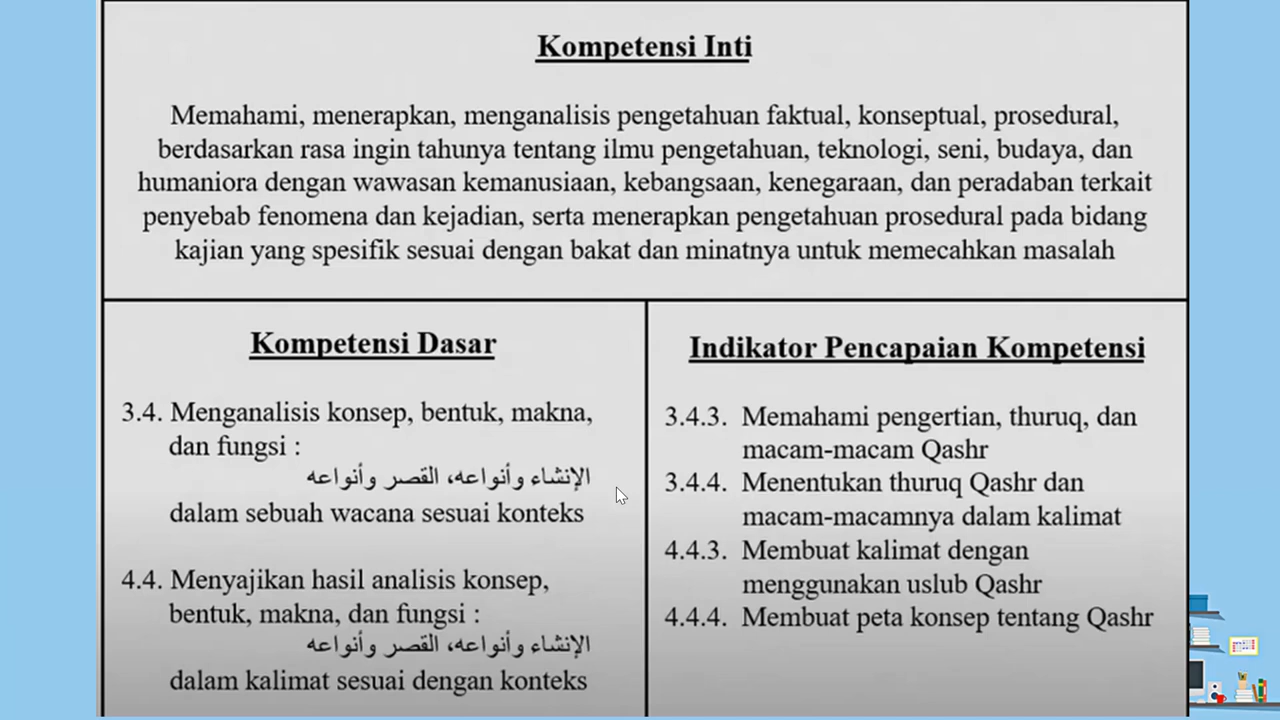 Kompetensi Inti
Memahami, menerapkan, menganalisis pengetahuan faktual, konseptual, prosedural,
berdasarkan rasa ingin tahunya tentang ilmu pengetahuan, teknologi, seni, budaya, dan
humaniora dengan wawasan kemanusiaan, kebangsaan, kenegaraan, dan peradaban terkait
penyebab fenomena dan kejadian, serta menerapkan pengetahuan prosedural pada bidang
kajian yang spesifik sesuai dengan bakat dan minatnya untuk memecahkan masalah
Kompetensi Dasar
3.4. Menganalisis konsep, bentuk, makna,
dan fungsi :
الإنشاء وأنواعه، القصر وأنواعه
dalam sebuah wacana sesuai konteks
4.4. Menyajikan hasil analisis konsep,
bentuk, makna, dan fungsi :
الإنشاء وأنواعه، القصر وأنواعه
dalam kalimat sesuai dengan konteks
Indikator Pencapaian Kompetensi
3.4.3. Memahami pengertian, thuruq, dan
macam-macam Qashr
3.4.4. Menentukan thuruq Qashr dan
macam-macamnya dalam kalimat
4.4.3. Membuat kalimat dengan
menggunakan uslub Qashr
4.4.4. Membuat peta konsep tentang Qashr